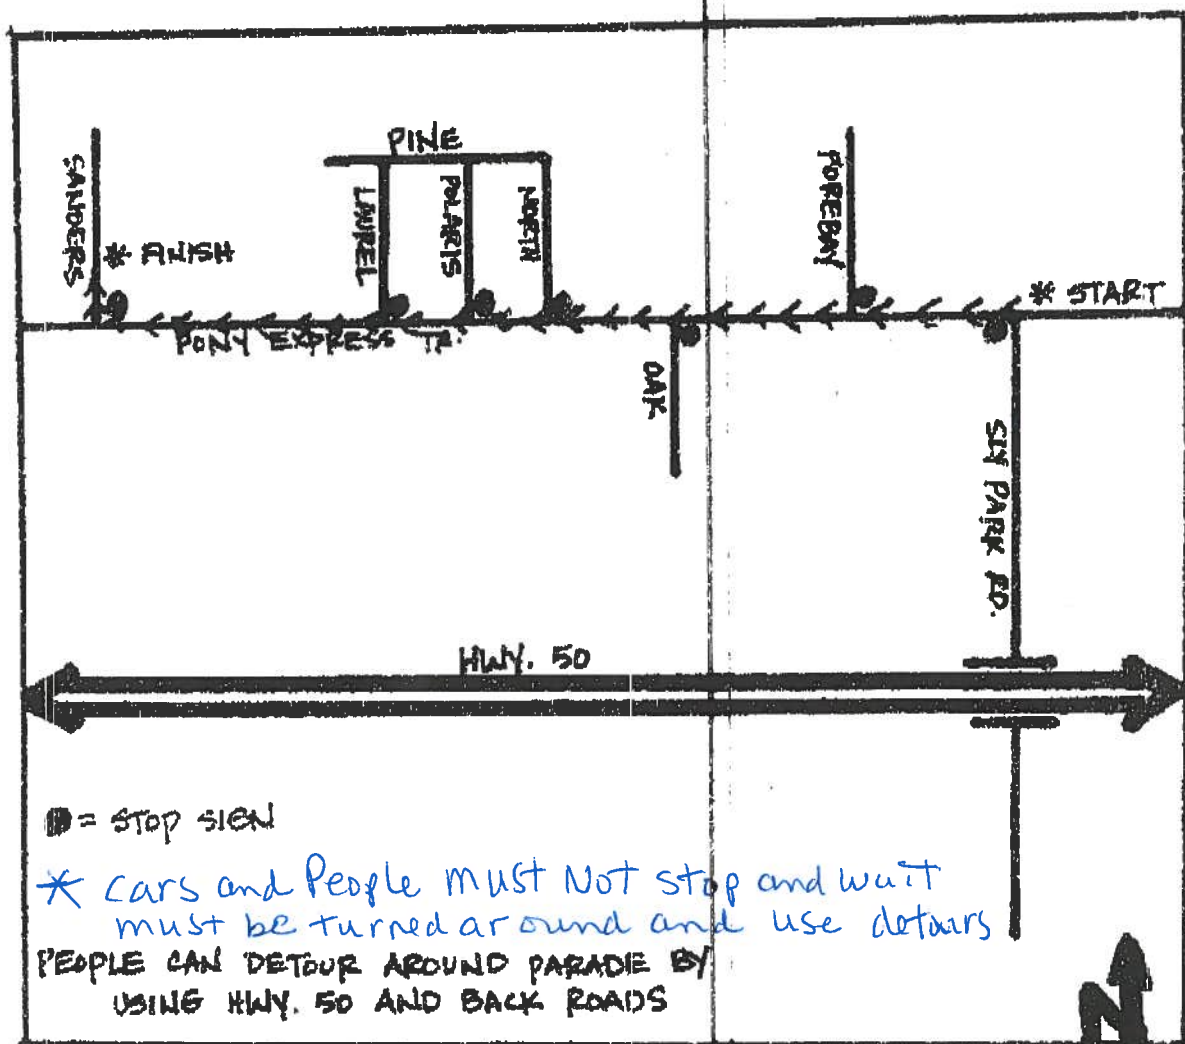 PINE
SANDERS
LAUREL
POLARIS
NORTH
FOREBAY
* FINISH
* START
PONY EXPRESS TR.
OAK
SLY PARK RD.
HWY. 50
= STOP SIGN
* Cars and People must Not stop and wait
must be turned around and use detours
PEOPLE CAN DETOUR AROUND PARADE BY
USING HWY. 50 AND BACK ROADS
N